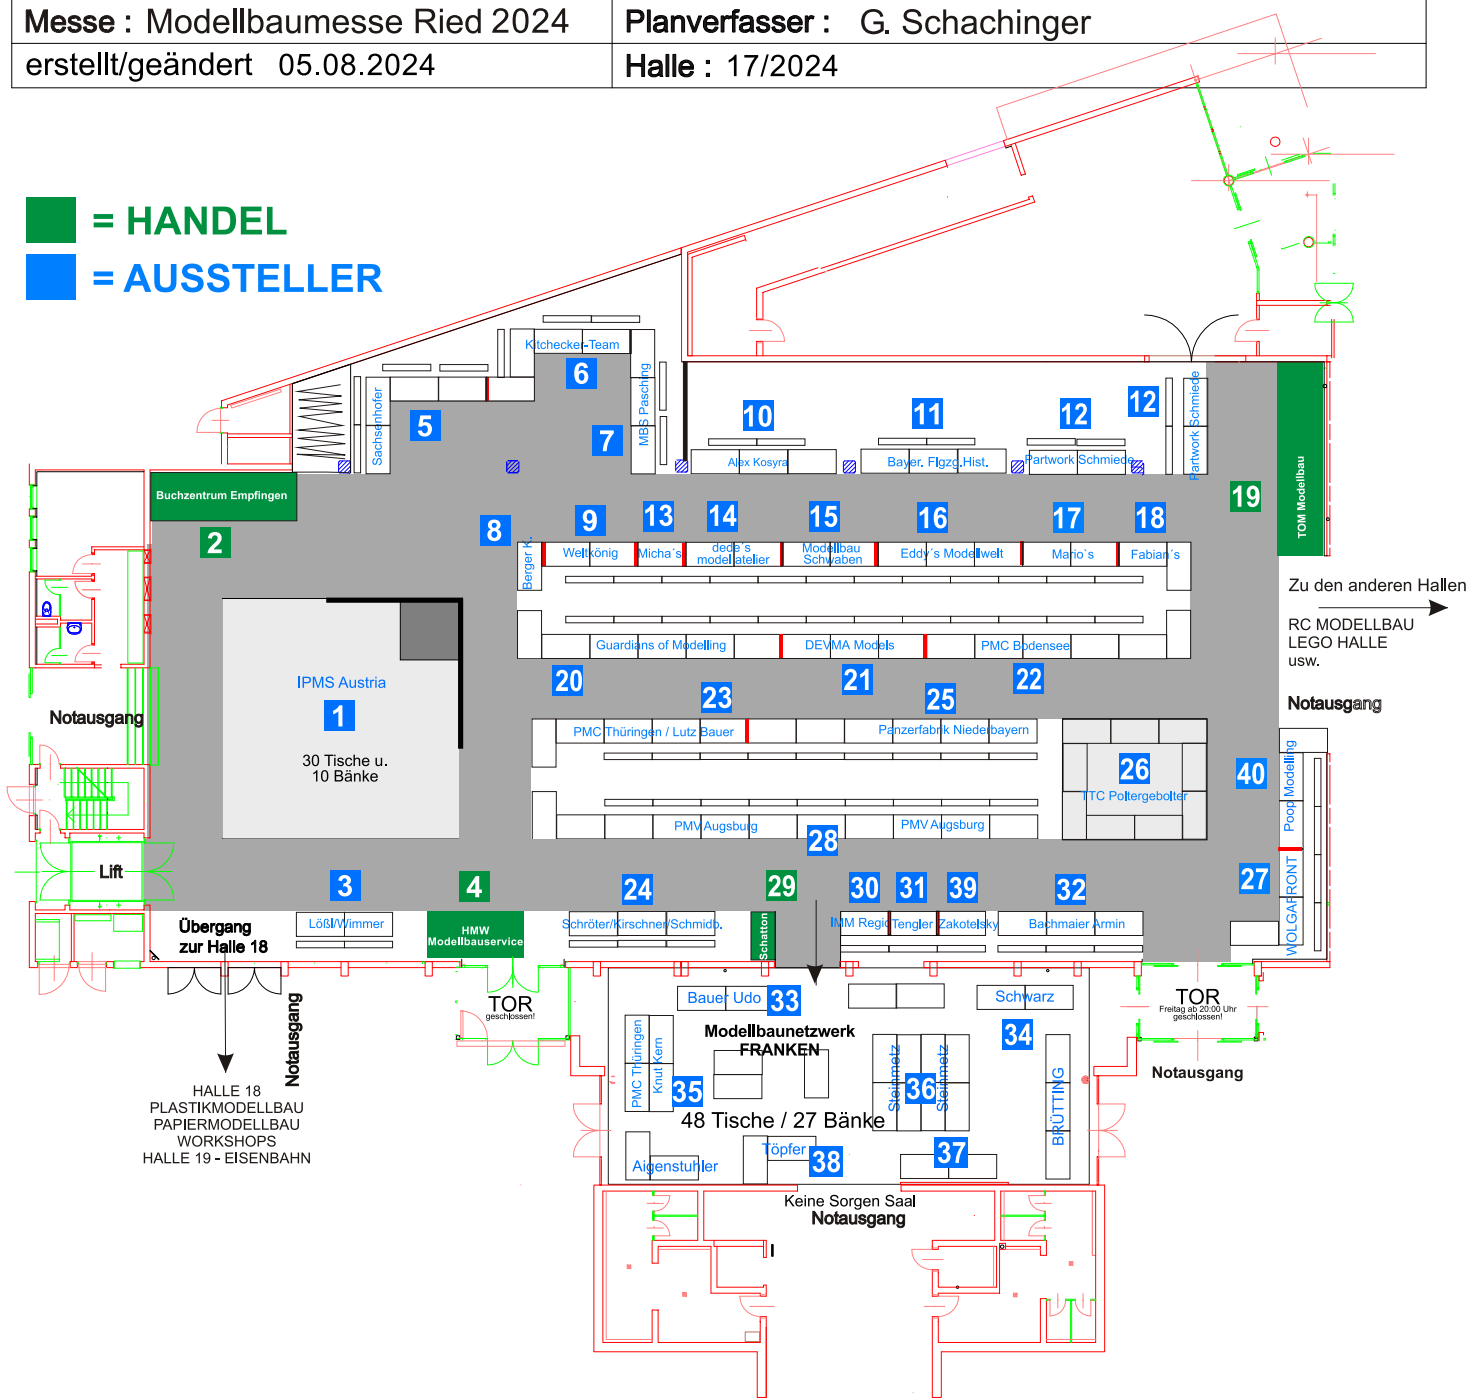 Messe : Modellbaumesse Ried 2024
Planverfasser : G. Schachinger
erstellt/geändert 05.08.2024
Halle : 17/2024
= HANDEL
= AUSSTELLER
Kitchecker-Team
6
Sachsenhofer
5
7
MBS Pasching
10
Alex Kosyra
11
Bayer. Flgzg.Hist.
12
Partwork Schmiede
12
Partwork Schmiede
19
TOM Modellbau
Buchzentrum Empfingen
2
8
Berger K.
9
Weltkönig
13
Micha´s
14
dede´s
modellatelier
15
Modellbau
Schwaben
16
Eddy´s Modellwelt
17
Mario`s
18
Fabian´s
Zu den anderen Hallen
RC MODELLBAU
LEGO HALLE
usw.
Notausgang
Guardians of Modelling
DEVMA Models
PMC Bodensee
20
21
22
IPMS Austria
1
30 Tische u.
10 Bänke
Notausgang
23
PMC Thüringen / Lutz Bauer
25
Panzerfabrik Niederbayern
26
TTC Poltergebolter
40
Poop Modelling
PMV Augsburg
PMV Augsburg
28
27
WOLGAFRONT
Lift
Übergang
zur Halle 18
3
Lößl/Wimmer
4
HMW
Modellbauservice
24
Schröter/Kirschner/Schmidb.
29
Schatton
30
IMM Regio
31
Tengler
39
Zakotelsky
32
Bachmaier Armin
TOR
geschlossen!
TOR
Freitag ab 20:00 Uhr
geschlossen!
Notausgang
Notausgang
HALLE 18
PLASTIKMODELLBAU
PAPIERMODELLBAU
WORKSHOPS
HALLE 19 - EISENBAHN
Bauer Udo
33
Schwarz
34
Modellbaunetzwerk
FRANKEN
PMC Thüringen
Knut Kern
35
Steinmetz
36
Steinmetz
BRÜTTING
48 Tische / 27 Bänke
Aigenstuhler
Töpfer
38
37
Keine Sorgen Saal
Notausgang